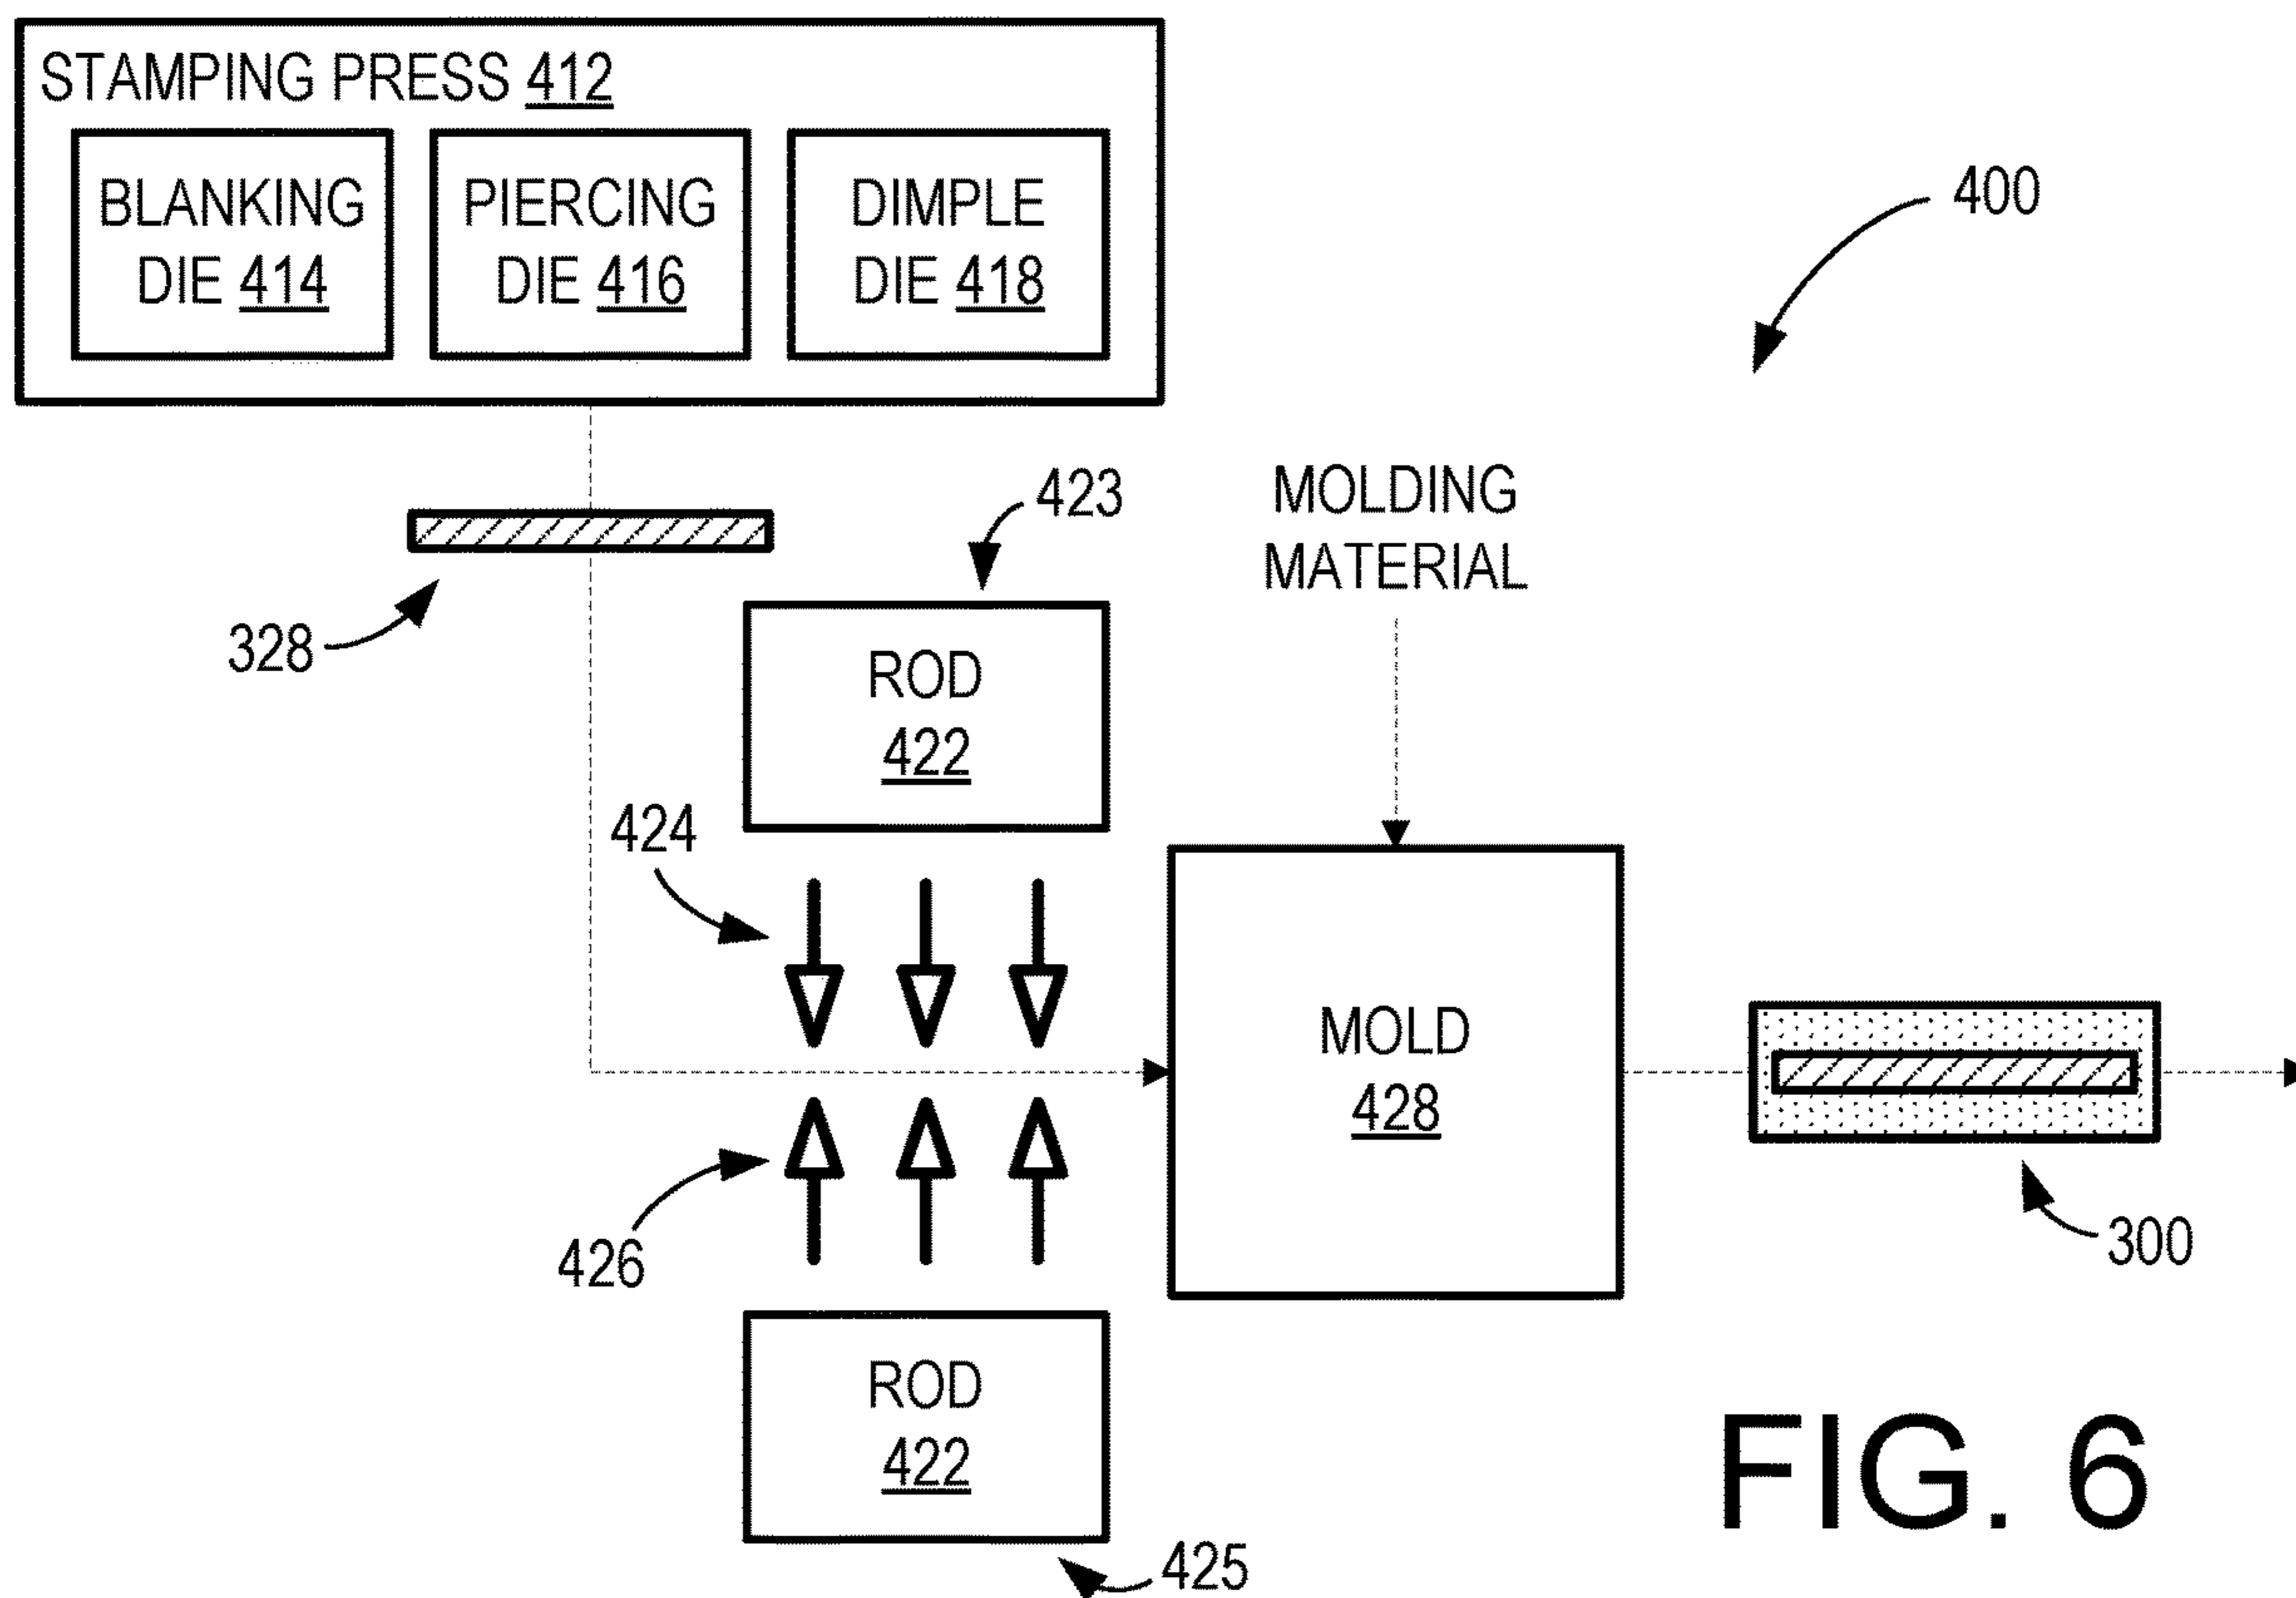 STAMPING PRESS 412
BLANKING
DIE 414
PIERCING
DIE 416
DIMPLE
DIE 418
400
328
423
MOLDING
MATERIAL
ROD
422
424
MOLD
428
426
300
ROD
422
425
FIG. 6